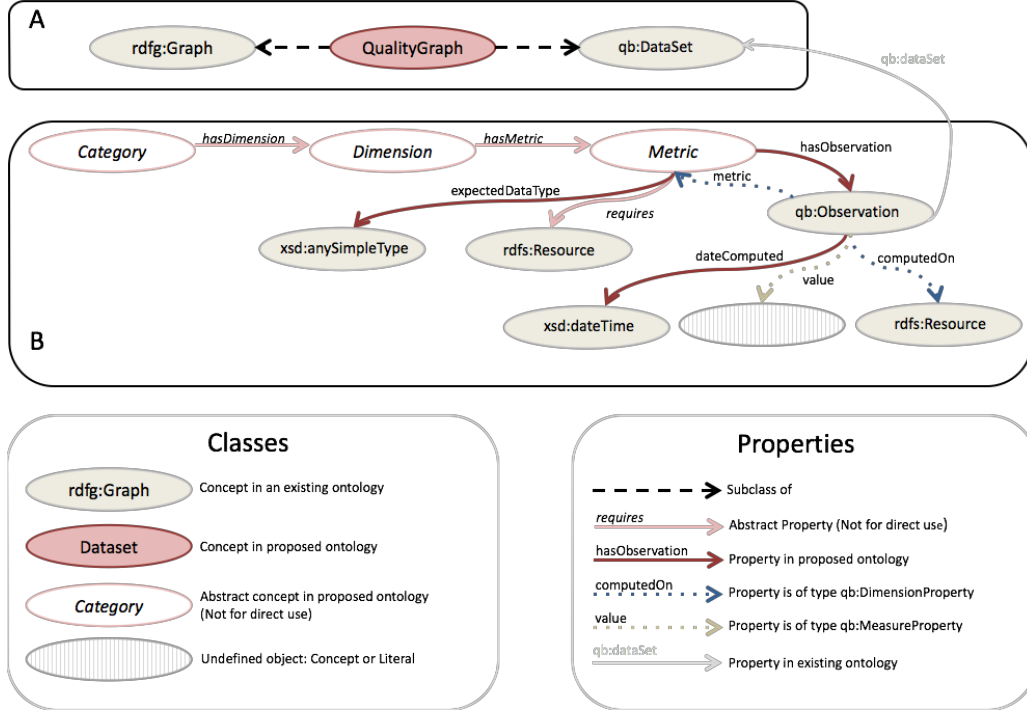 A
rdfg:Graph
QualityGraph
qb:DataSet
qb:dataSet
Category
hasDimension
Dimension
hasMetric
Metric
hasObservation
metric
expectedDataType
requires
qb:Observation
xsd:anySimpleType
rdfs:Resource
dateComputed
computedOn
value
xsd:dateTime
rdfs:Resource
B
Classes
rdfg:Graph
Concept in an existing ontology
Dataset
Concept in proposed ontology
Category
Abstract concept in proposed ontology
(Not for direct use)
Undefined object: Concept or Literal
Properties
Subclass of
requires
Abstract Property (Not for direct use)
hasObservation
Property in proposed ontology
computedOn
Property is of type qb:DimensionProperty
value
Property is of type qb:MeasureProperty
qb:dataSet
Property in existing ontology